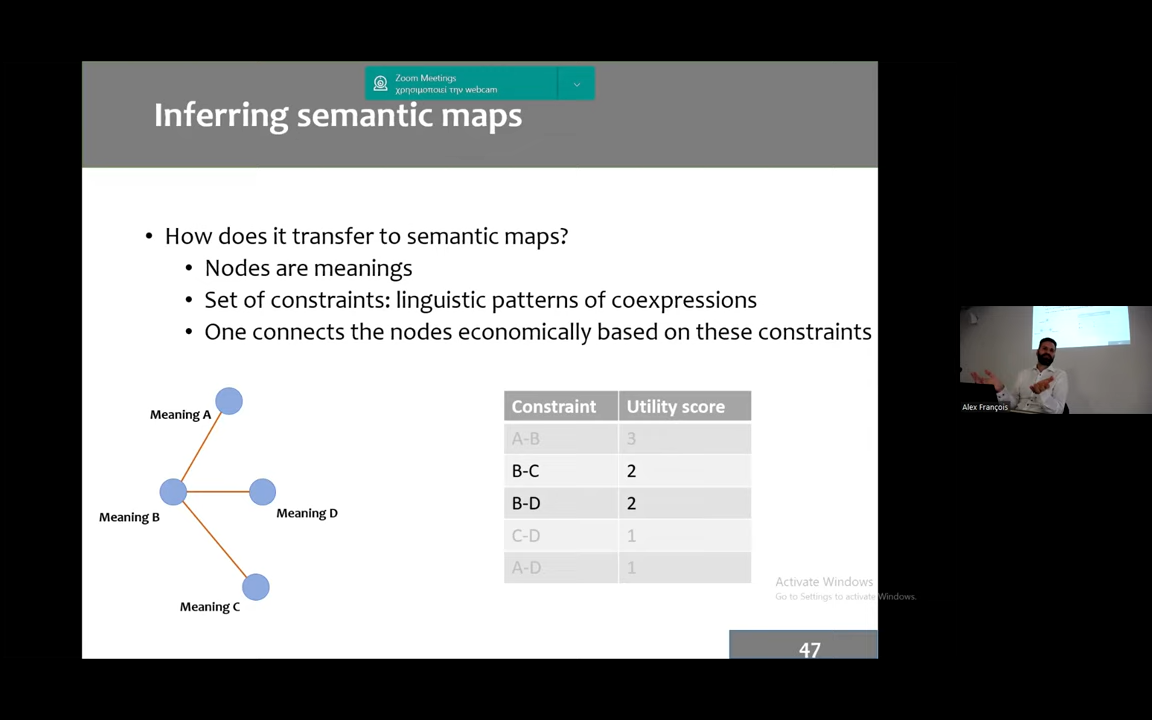 Zoom Meetings
χρησιμοποιεί την webcam
Inferring semantic maps
• How does it transfer to semantic maps?
• Nodes are meanings
• Set of constraints: linguistic patterns of coexpressions
• One connects the nodes economically based on these constraints
Meaning A
Meaning B
Meaning D
Meaning C
Constraint Utility score
A-B 3
B-C 2
B-D 2
C-D 1
A-D 1
Alex François
Activate Windows
Go to Settings to activate Windows.
47